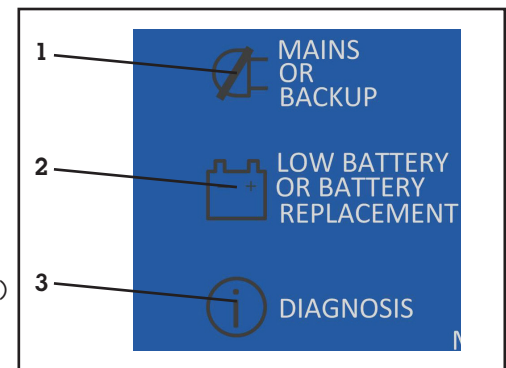 1
MAINS
OR
BACKUP
2
LOW BATTERY
OR BATTERY
REPLACEMENT
3
DIAGNOSIS